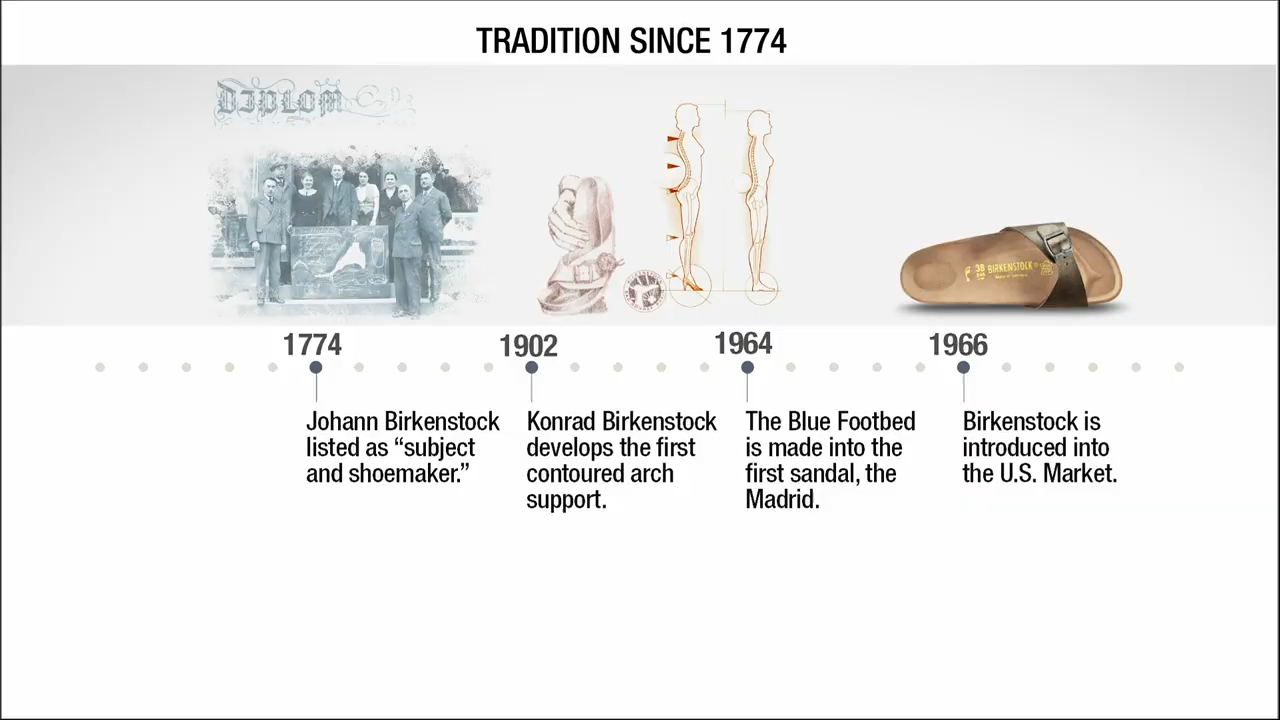 TRADITION SINCE 1774
Diplom
38
BIRKENSTOCK
1774
1902
1964
1966
Johann Birkenstock
listed as “subject
and shoemaker.”
Konrad Birkenstock
develops the first
contoured arch
support.
The Blue Footbed
is made into the
first sandal, the
Madrid.
Birkenstock is
introduced into
the U.S. Market.